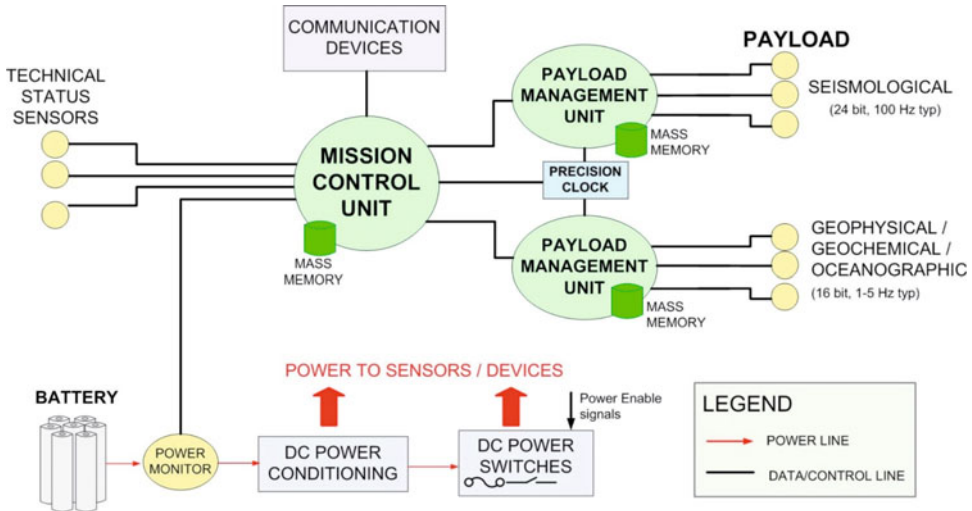 COMMUNICATION
DEVICES
TECHNICAL
STATUS
SENSORS
MISSION
CONTROL
UNIT
MASS
MEMORY
PAYLOAD
MANAGEMENT
UNIT
MASS
MEMORY
PRECISION
CLOCK
PAYLOAD
MANAGEMENT
UNIT
MASS
MEMORY
PAYLOAD
SEISMOLOGICAL
(24 bit, 100 Hz typ)
GEOPHYSICAL /
GEOCHEMICAL /
OCEANOGRAPHIC
(16 bit, 1-5 Hz typ)
POWER TO SENSORS / DEVICES
BATTERY
POWER
MONITOR
DC POWER
CONDITIONING
Power Enable
signals
DC POWER
SWITCHES
LEGEND
POWER LINE
DATA/CONTROL LINE